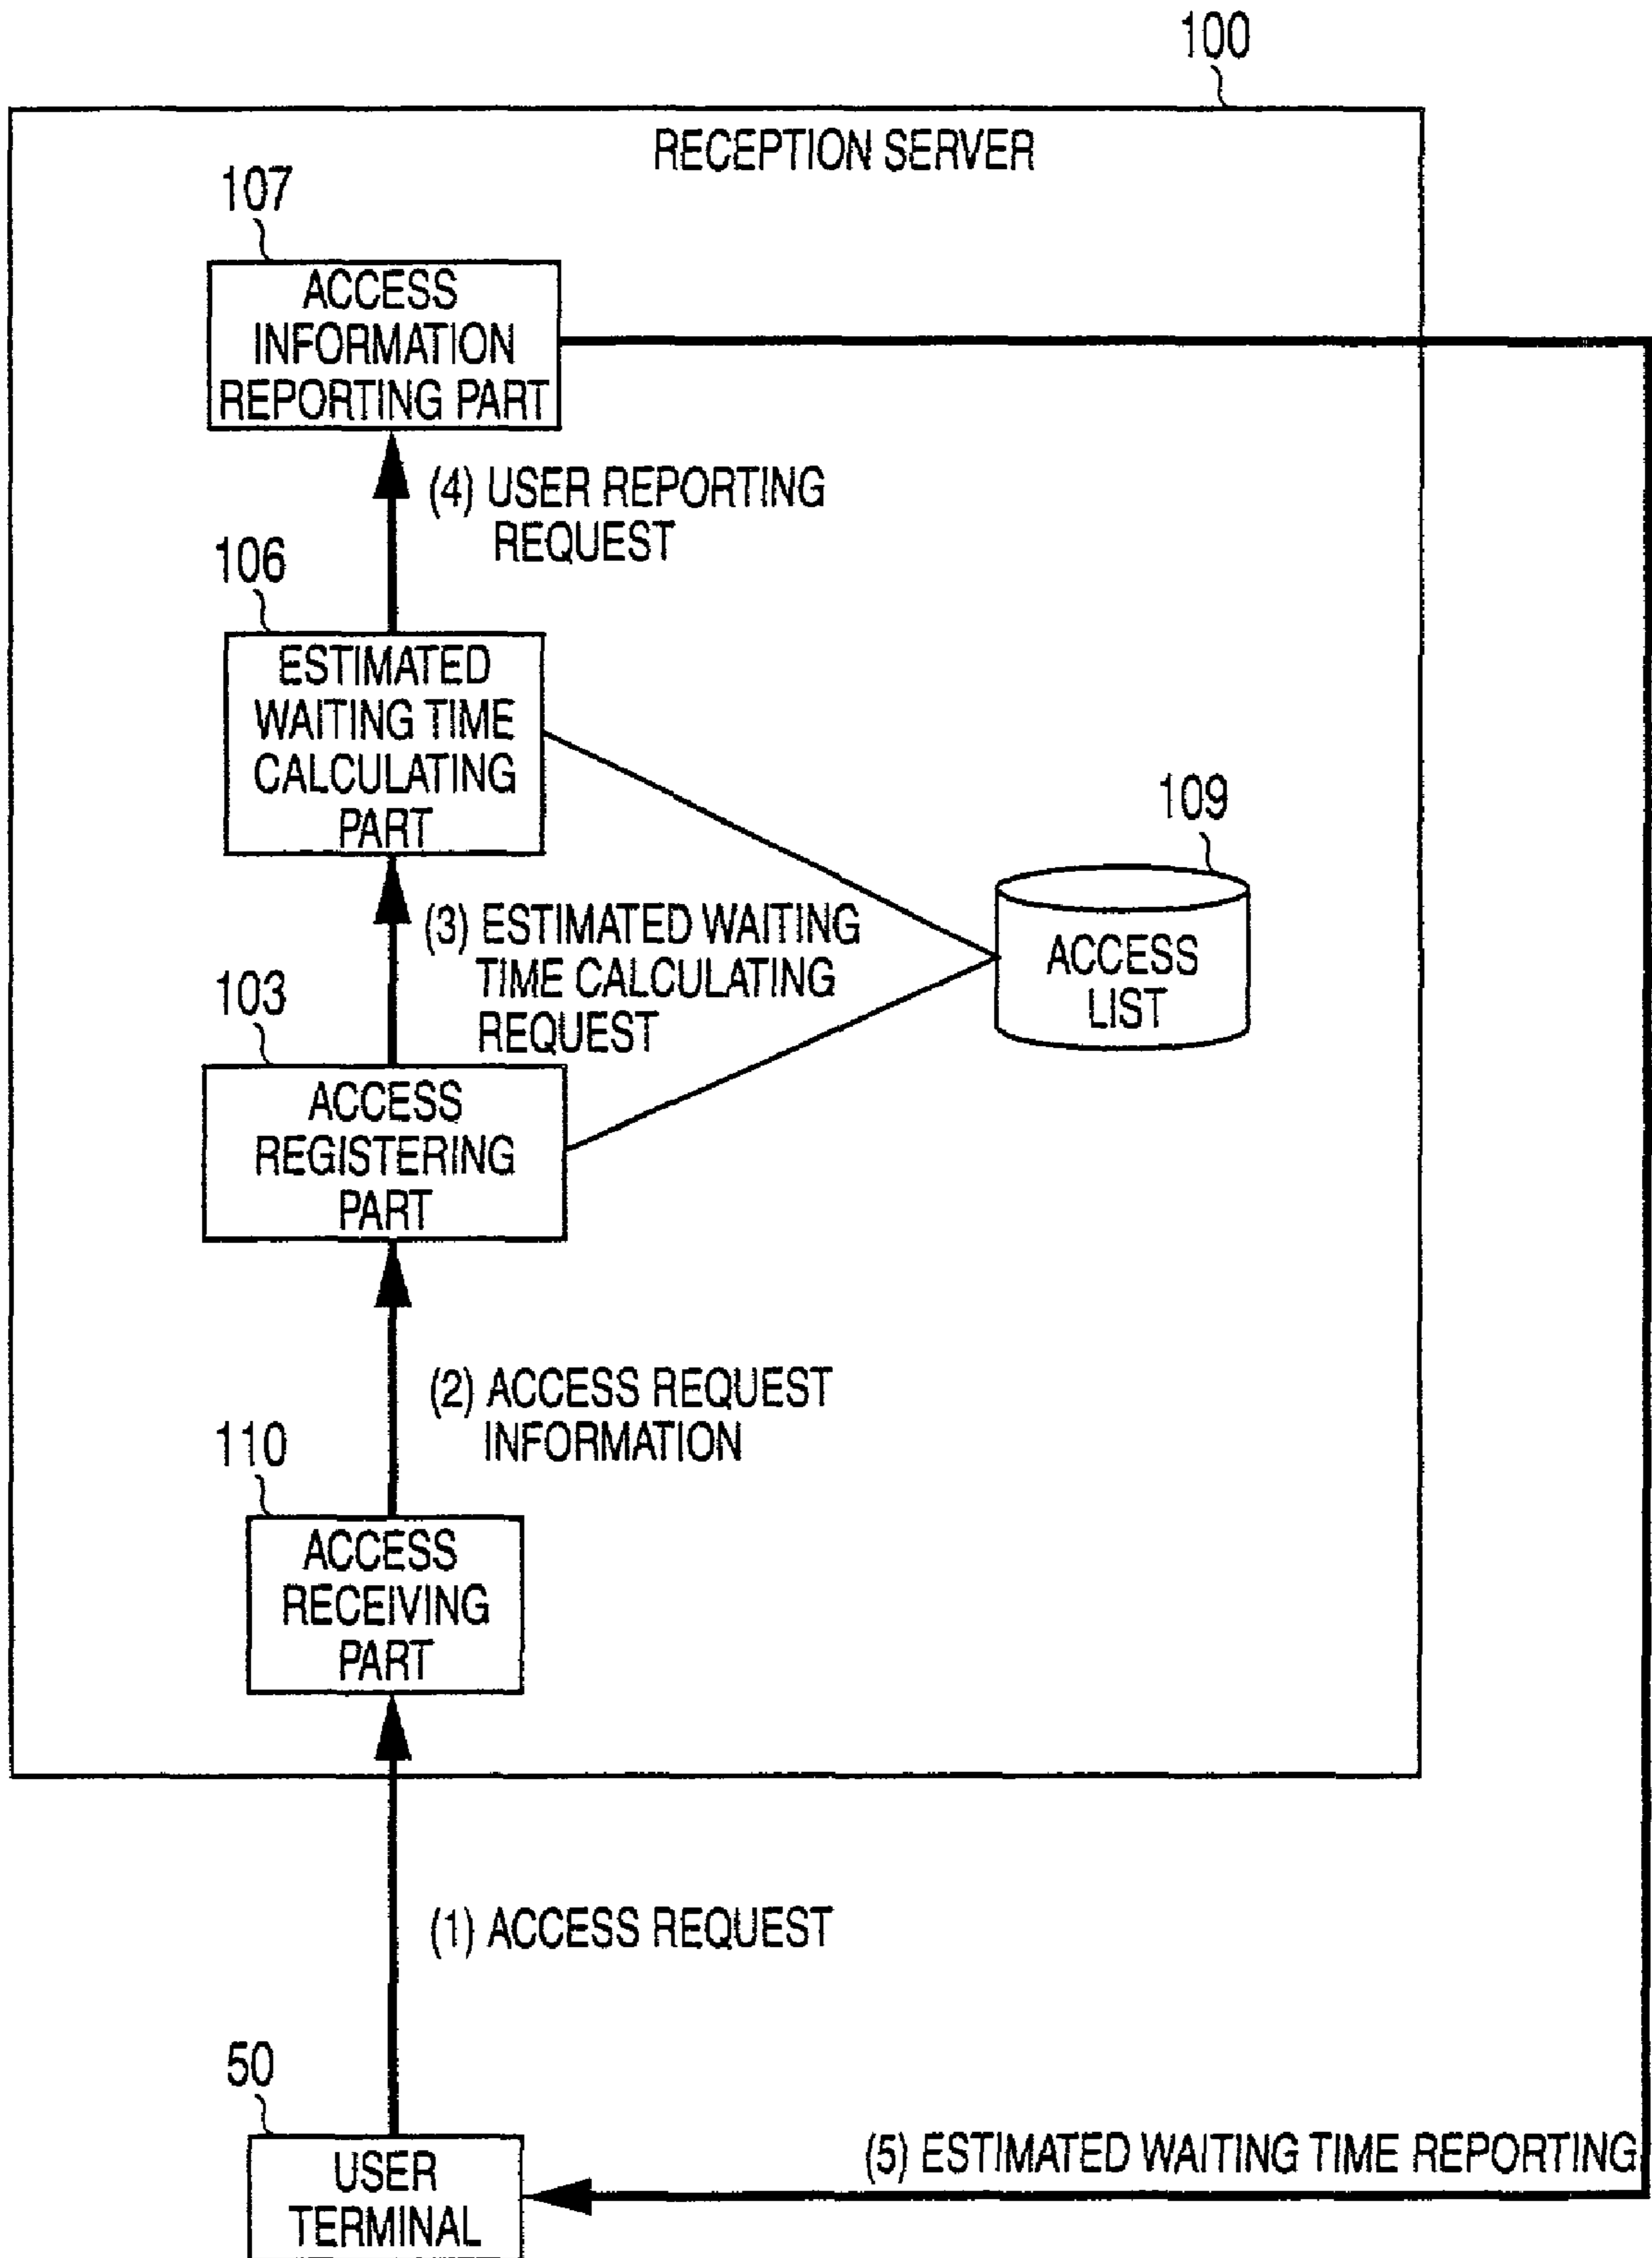 100
RECEPTION SERVER
107
ACCESS
INFORMATION
REPORTING PART
(4) USER REPORTING
REQUEST
106
ESTIMATED
WAITING TIME
CALCULATING
PART
109
ACCESS
LIST
(3) ESTIMATED WAITING
TIME CALCULATING
REQUEST
103
ACCESS
REGISTERING
PART
(2) ACCESS REQUEST
INFORMATION
110
ACCESS
RECEIVING
PART
(1) ACCESS REQUEST
50
USER
TERMINAL
(5) ESTIMATED WAITING TIME REPORTING